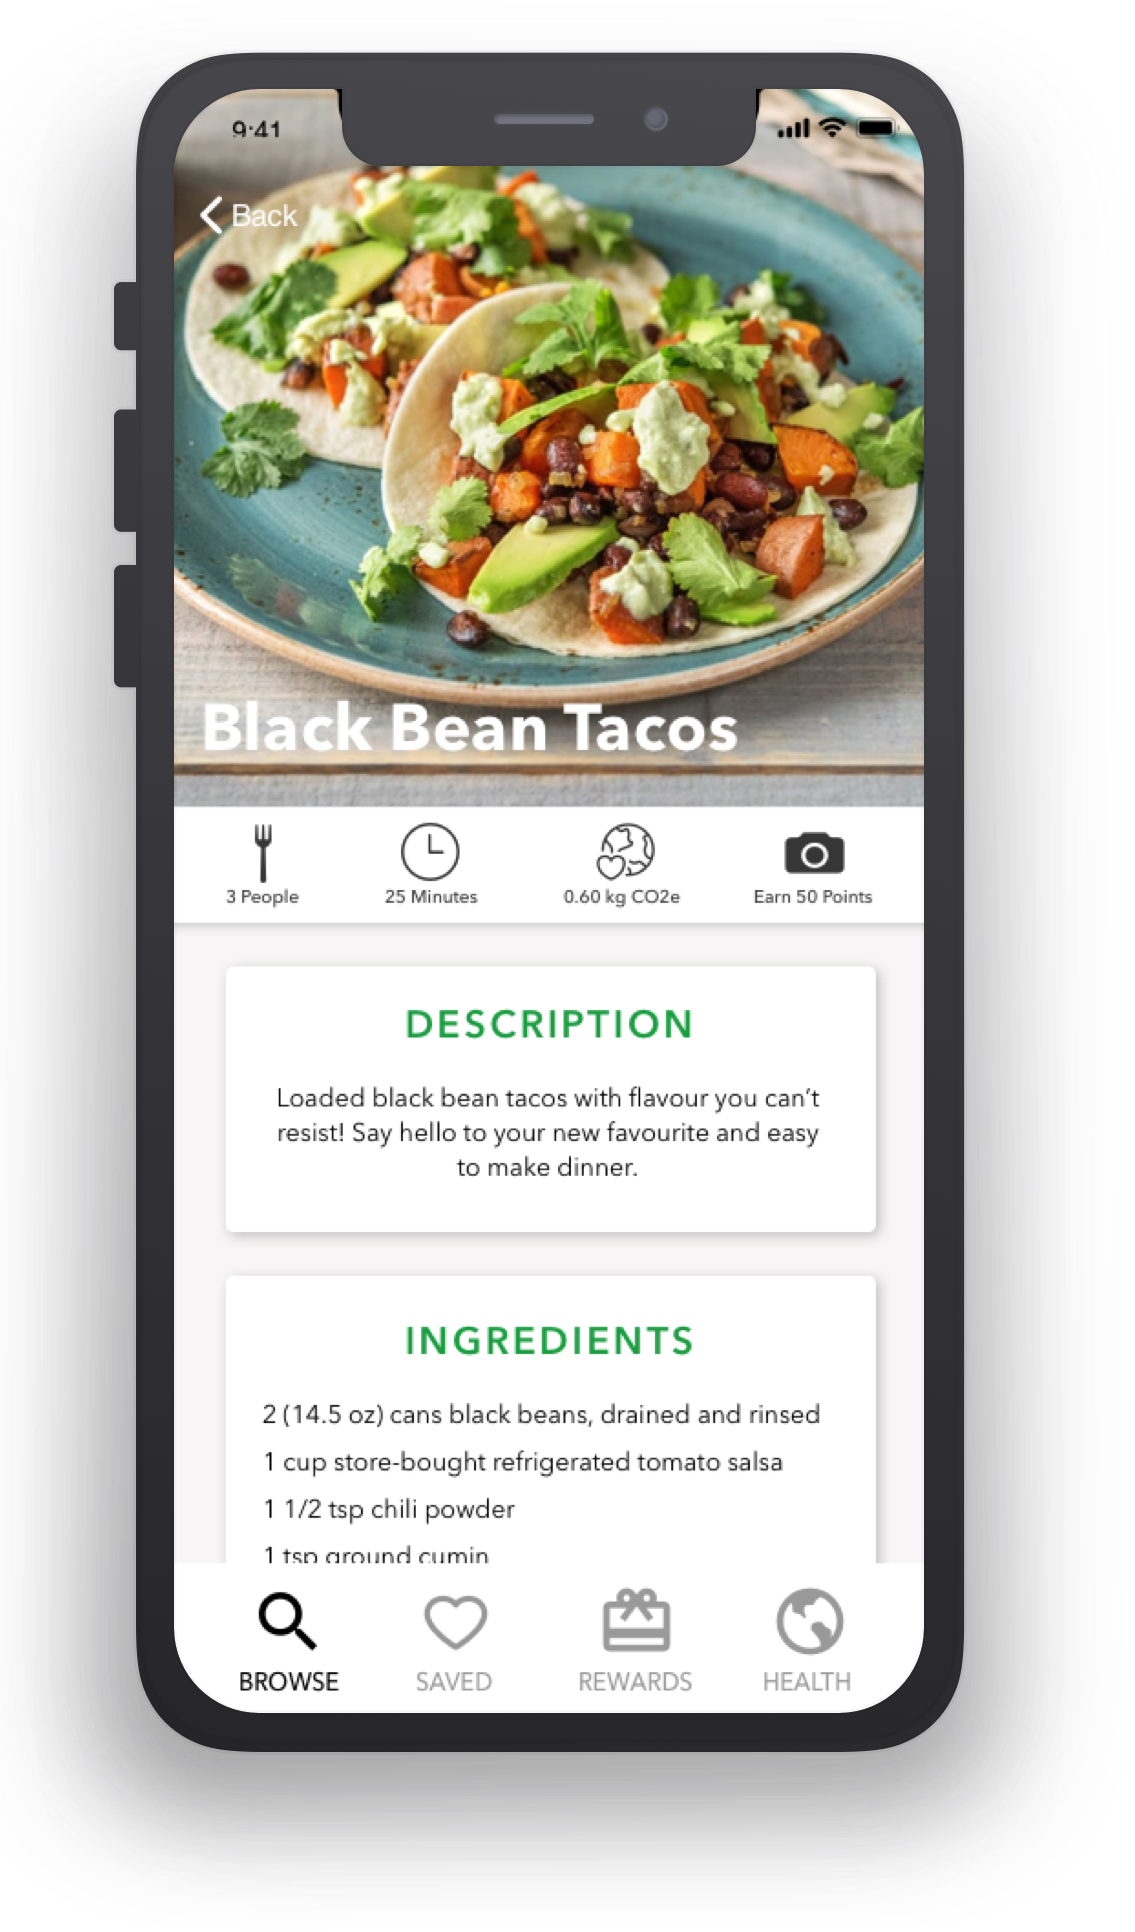 9:41
Back
Black Bean Tacos
3 People
25 Minutes
0.60 kg CO2e
Earn 50 Points
DESCRIPTION
Loaded black bean tacos with flavour you can’t
resist! Say hello to your new favourite and easy
to make dinner.
INGREDIENTS
2 (14.5 oz) cans black beans, drained and rinsed
1 cup store-bought refrigerated tomato salsa
1 1/2 tsp chili powder
1 tsp ground cumin
BROWSE
SAVED
REWARDS
HEALTH